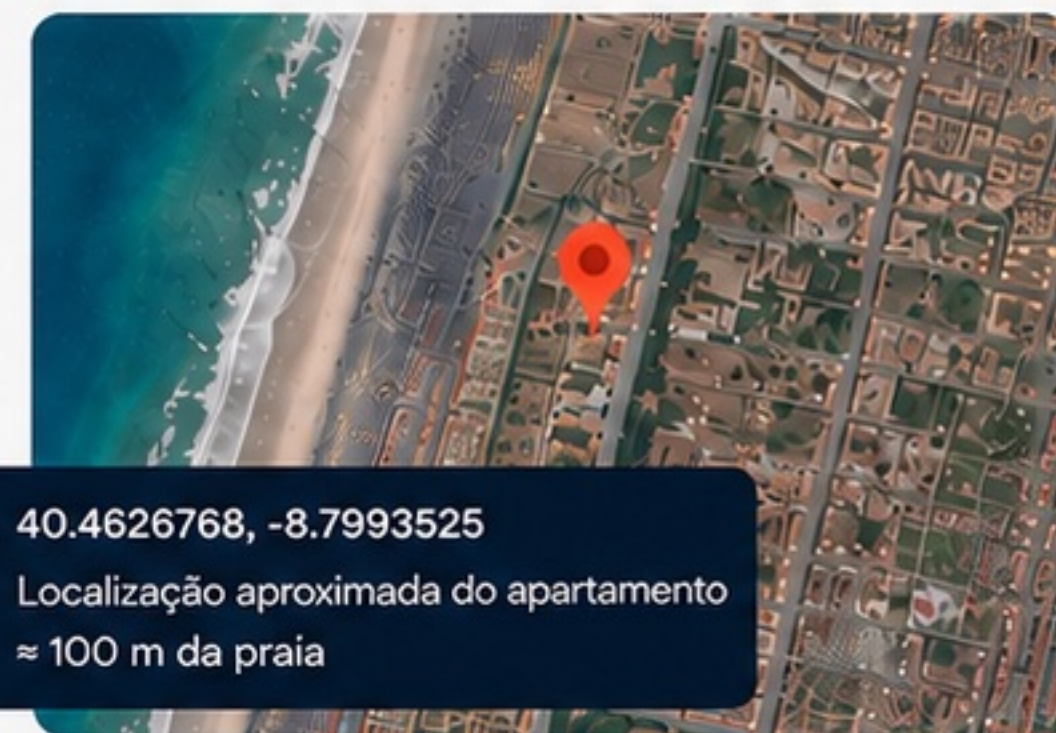 40.4626768, -8.7993525
Localização aproximada do apartamento
≈ 100 m da praia